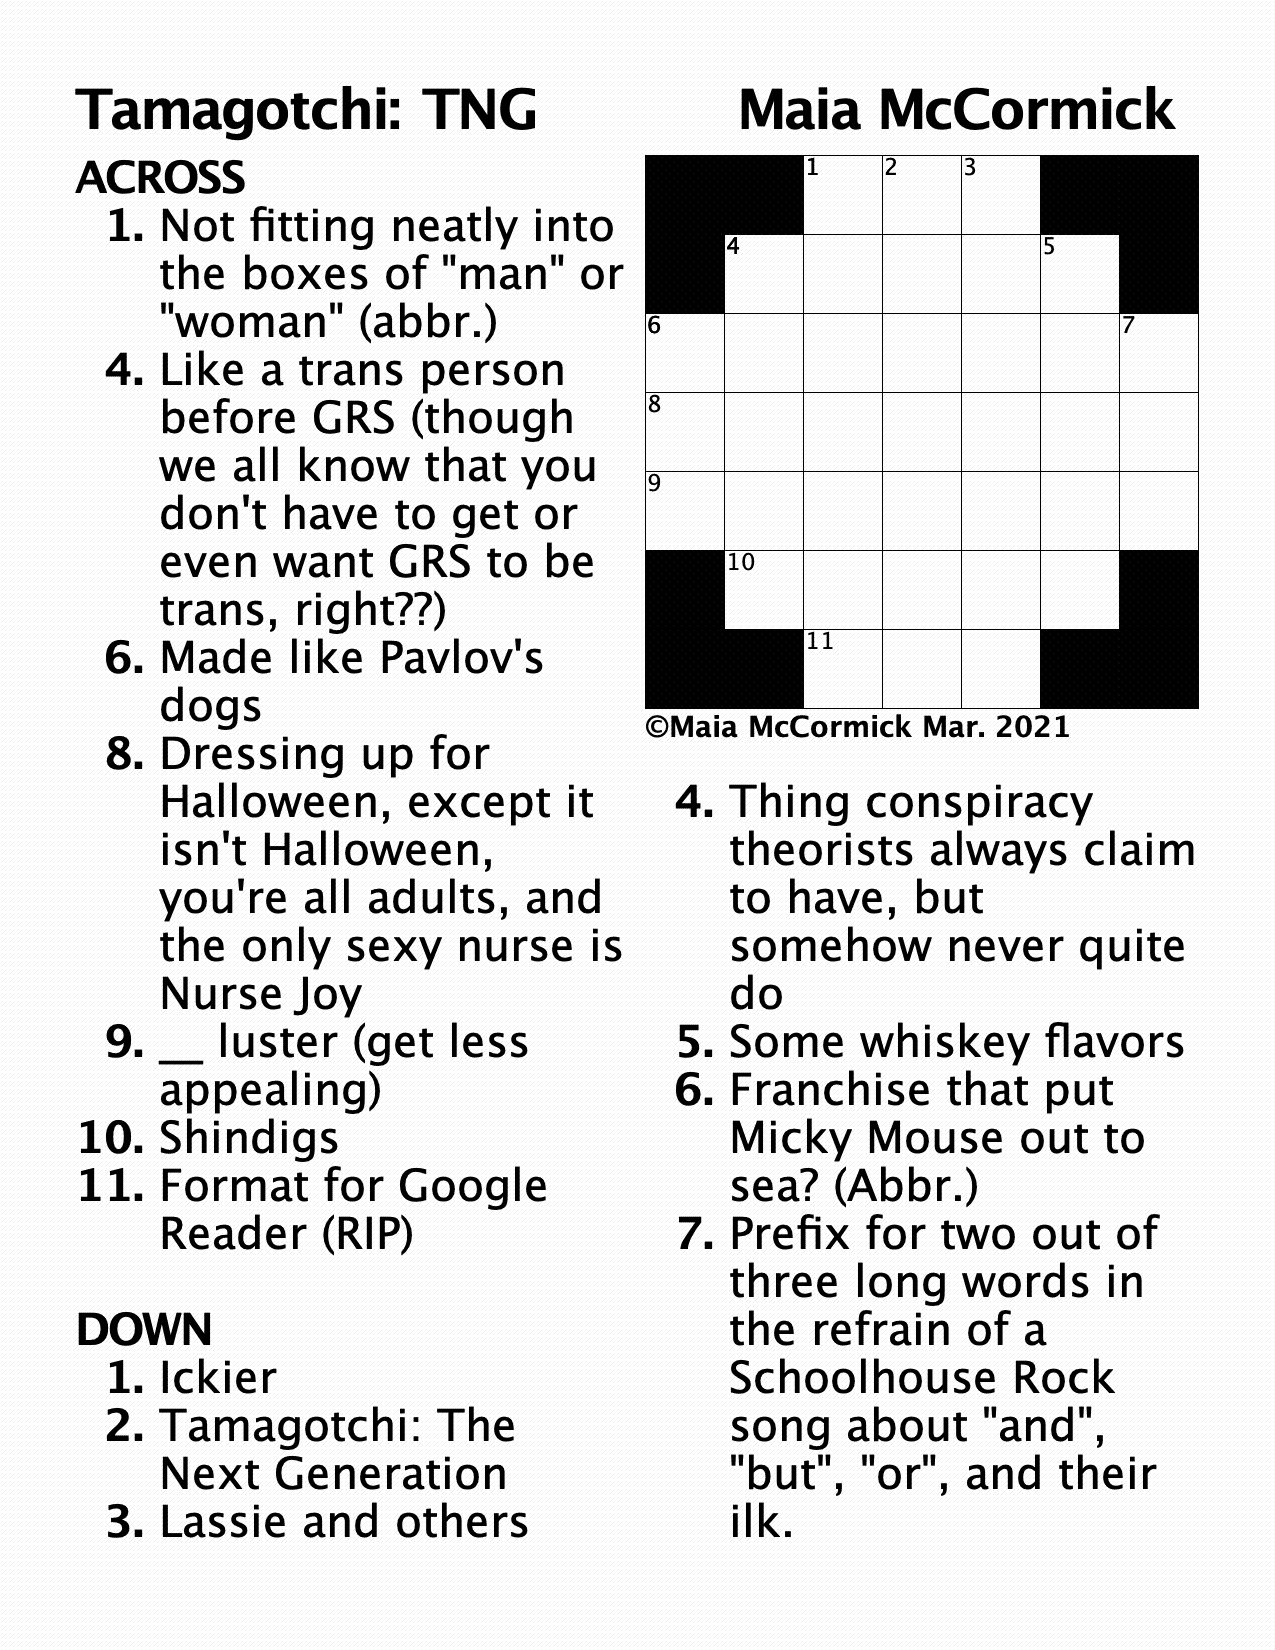 Tamagotchi: TNG
Maia McCormick
ACROSS
1. Not fitting neatly into
the boxes of "man" or
"woman" (abbr.)
4. Like a trans person
before GRS (though
we all know that you
don't have to get or
even want GRS to be
trans, right??)
6. Made like Pavlov's
dogs
8. Dressing up for
Halloween, except it
isn't Halloween,
you're all adults, and
the only sexy nurse is
Nurse Joy
9. __ luster (get less
appealing)
10. Shindigs
11. Format for Google
Reader (RIP)
DOWN
1. Ickier
2. Tamagotchi: The
Next Generation
3. Lassie and others
1 2 3
4 5
6 7
8
9
10
11
©Maia McCormick Mar. 2021
4. Thing conspiracy
theorists always claim
to have, but
somehow never quite
do
5. Some whiskey flavors
6. Franchise that put
Micky Mouse out to
sea? (Abbr.)
7. Prefix for two out of
three long words in
the refrain of a
Schoolhouse Rock
song about "and",
"but", "or", and their
ilk.